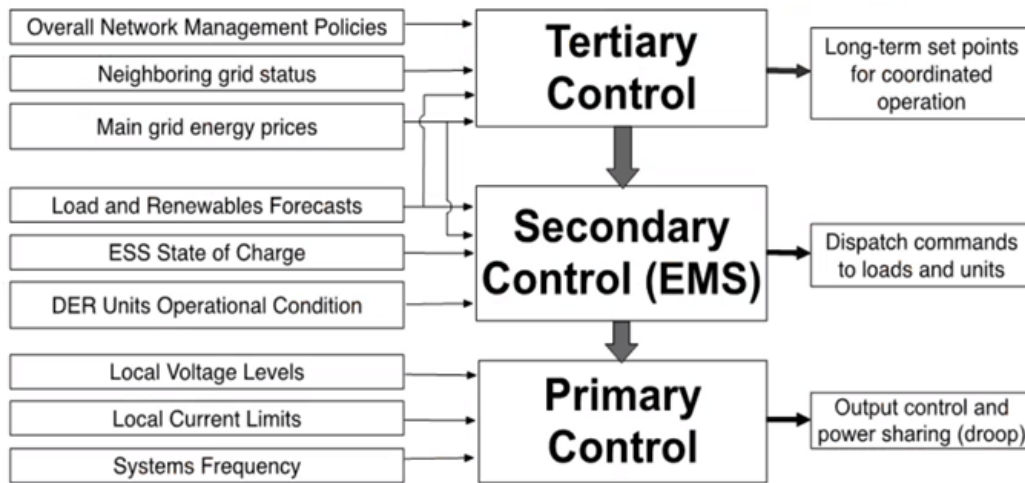 Overall Network Management Policies
Neighboring grid status
Main grid energy prices
Tertiary
Control
Long-term set points
for coordinated
operation
Load and Renewables Forecasts
ESS State of Charge
DER Units Operational Condition
Secondary
Control (EMS)
Dispatch commands
to loads and units
Local Voltage Levels
Local Current Limits
Systems Frequency
Primary
Control
Output control and
power sharing (droop)